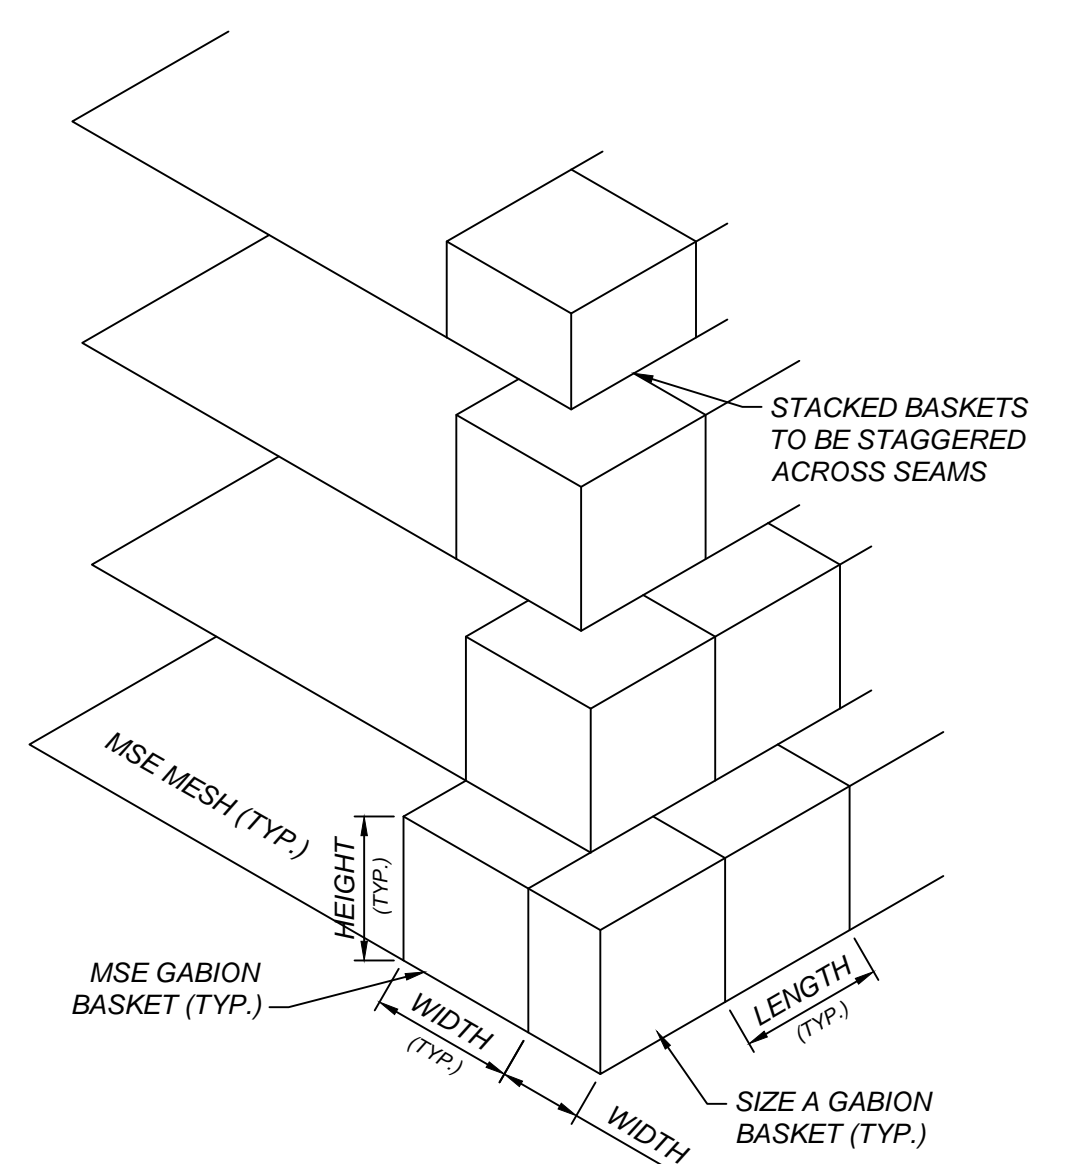 STACKED BASKETS
TO BE STAGGERED
ACROSS SEAMS
MSE MESH (TYP.)
HEIGHT
(TYP.)
MSE GABION
BASKET (TYP.)
WIDTH
(TYP.)
LENGTH
(TYP.)
WIDTH
SIZE A GABION
BASKET (TYP.)